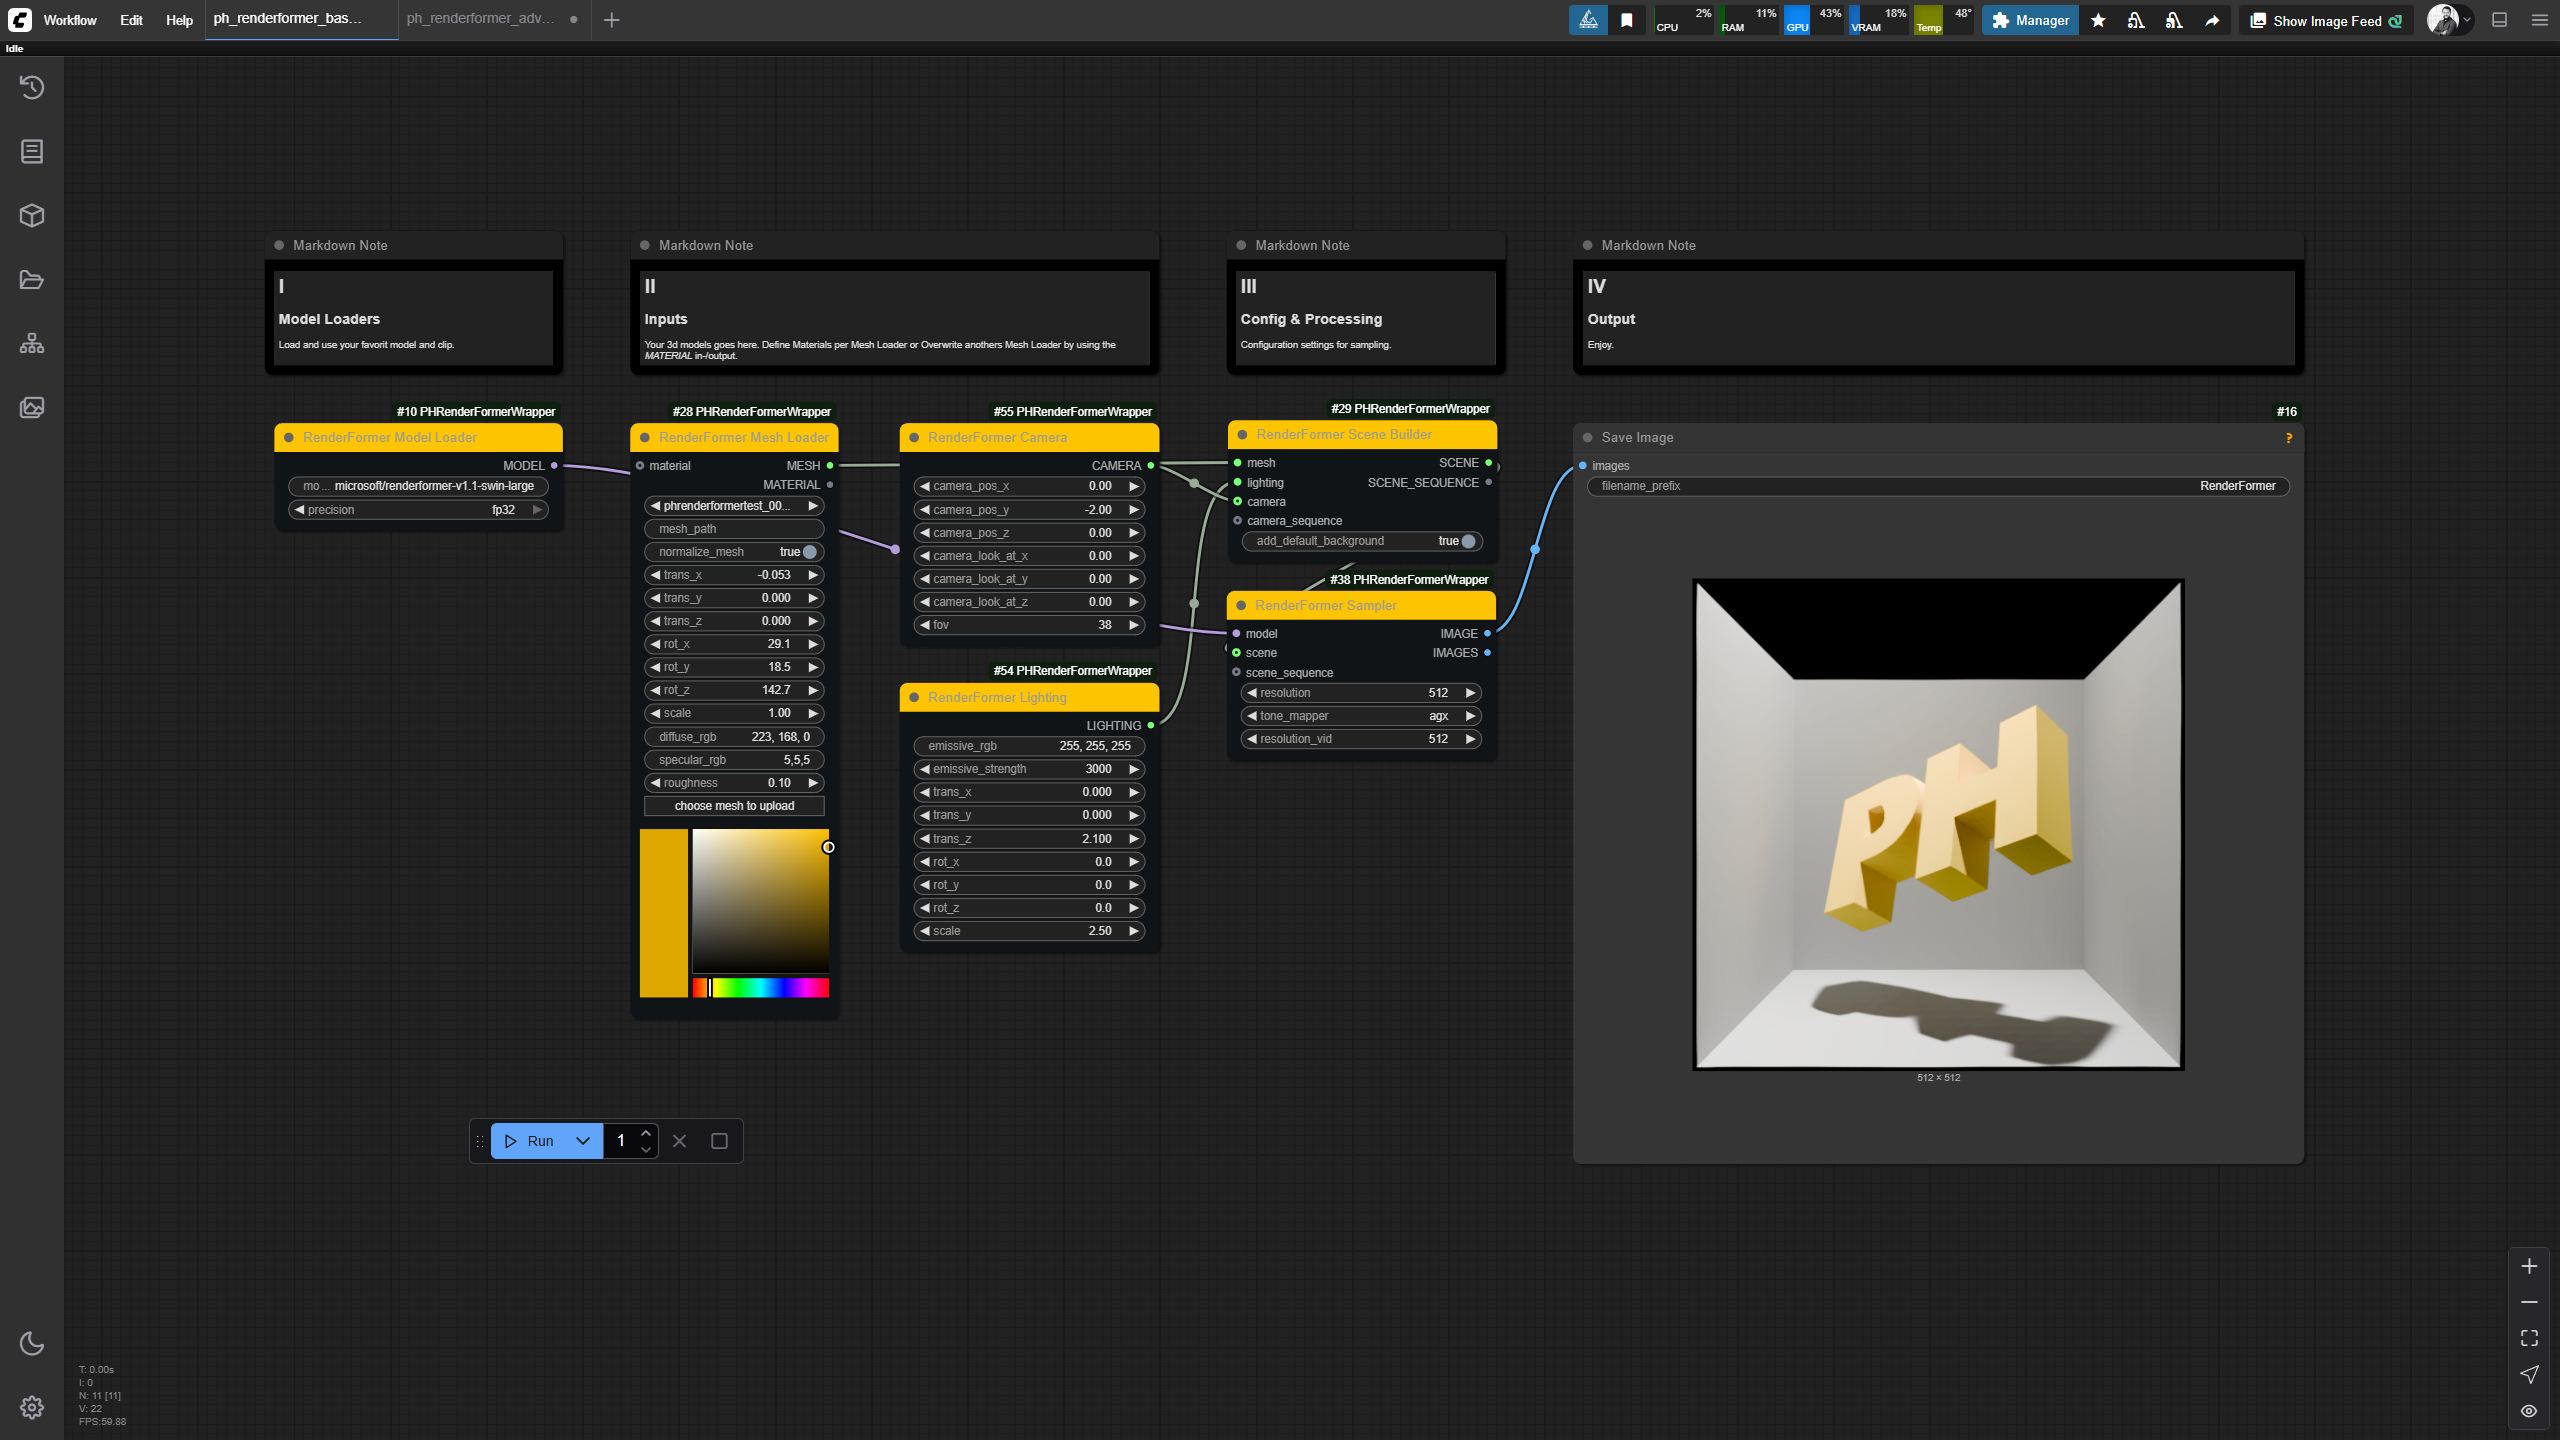 Workflow Edit Help ph_renderformer_bas... ph_renderformer_adv...
CPU 2% RAM 11% GPU 43% VRAM 18% Temp 48° Manager Show Image Feed
Idle
Markdown Note
I
Model Loaders
Load and use your favorit model and clip.
Markdown Note
II
Inputs
Your 3d models goes here. Define Materials per Mesh Loader or Overwrite anothers Mesh Loader by using the
MATERIAL in-/output.
Markdown Note
III
Config & Processing
Configuration settings for sampling.
Markdown Note
IV
Output
Enjoy.
#10 PHRenderFormerWrapper
RenderFormer Model Loader
MODEL
mo ... microsoft/renderformer-v1.1-swin-large
precision fp32
#28 PHRenderFormerWrapper
RenderFormer Mesh Loader
material MESH
MATERIAL
phrenderformertest_00...
mesh_path
normalize_mesh true
trans_x -0.053
trans_y 0.000
trans_z 0.000
rot_x 29.1
rot_y 18.5
rot_z 142.7
scale 1.00
diffuse_rgb 223, 168, 0
specular_rgb 5,5,5
roughness 0.10
choose mesh to upload
#55 PHRenderFormerWrapper
RenderFormer Camera
CAMERA
camera_pos_x 0.00
camera_pos_y -2.00
camera_pos_z 0.00
camera_look_at_x 0.00
camera_look_at_y 0.00
camera_look_at_z 0.00
fov 38
#54 PHRenderFormerWrapper
RenderFormer Lighting
LIGHTING
emissive_rgb 255, 255, 255
emissive_strength 3000
trans_x 0.000
trans_y 0.000
trans_z 2.100
rot_x 0.0
rot_y 0.0
rot_z 0.0
scale 2.50
#29 PHRenderFormerWrapper
RenderFormer Scene Builder
mesh SCENE
lighting SCENE_SEQUENCE
camera
camera_sequence
add_default_background true
#38 PHRenderFormerWrapper
RenderFormer Sampler
model IMAGE
scene IMAGES
scene_sequence
resolution 512
tone_mapper agx
resolution_vid 512
#16
Save Image ?
images
filename_prefix RenderFormer
PH
512 × 512
Run 1
T: 0.00s
I: 0
N: 11 [11]
V: 22
FPS:59.88